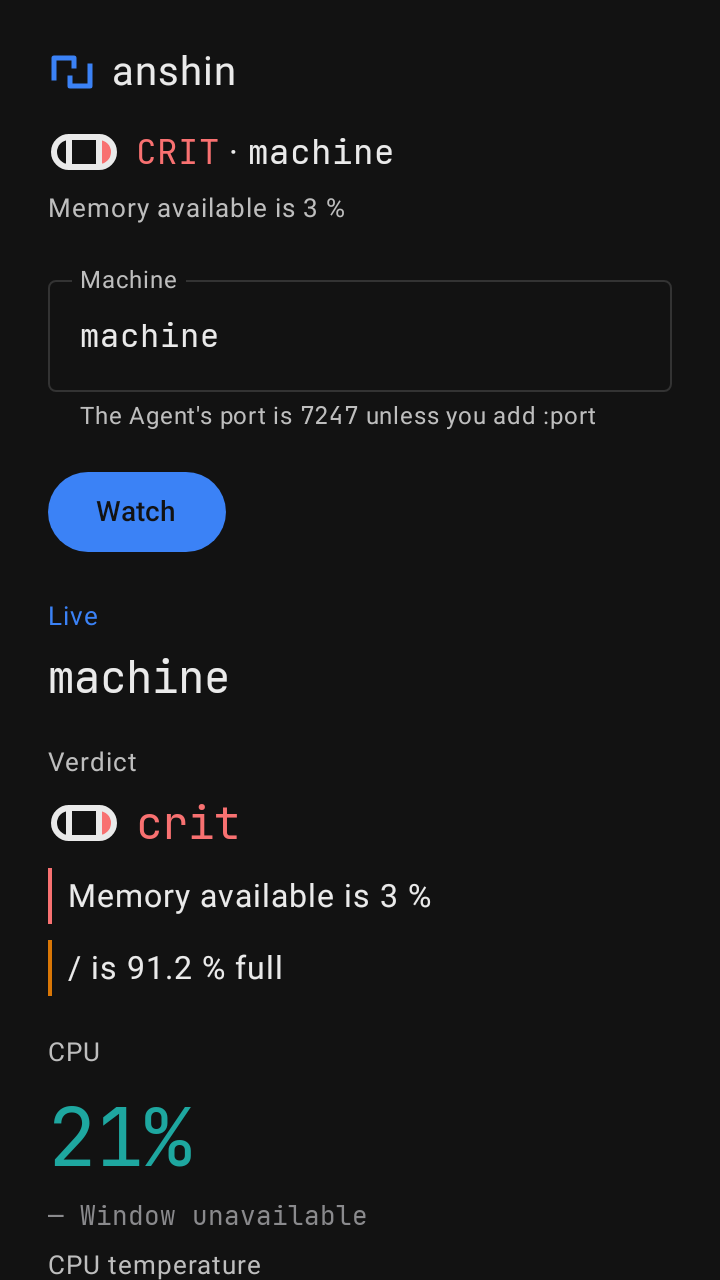 anshin
CRIT · machine
Memory available is 3 %
Machine
machine
The Agent's port is 7247 unless you add :port
Watch
Live
machine
Verdict
crit
Memory available is 3 %
/ is 91.2 % full
CPU
21%
— Window unavailable
CPU temperature